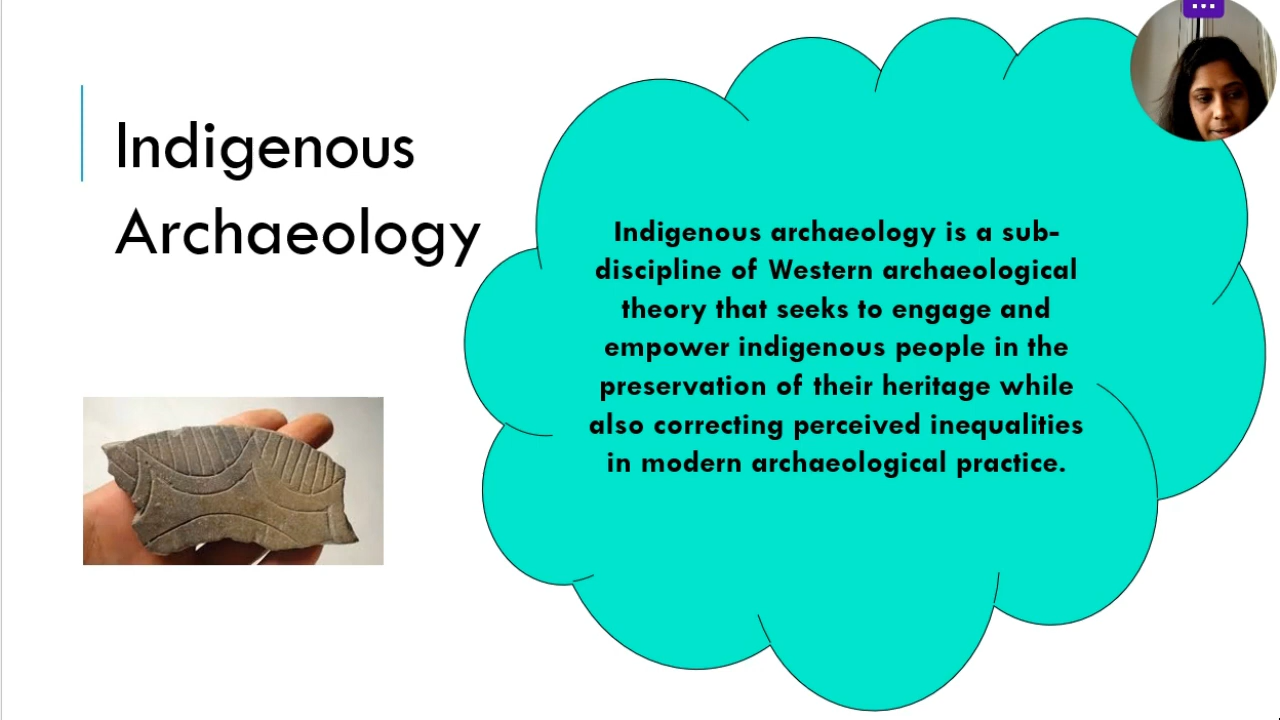 Indigenous
Archaeology
Indigenous archaeology is a sub-
discipline of Western archaeological
theory that seeks to engage and
empower indigenous people in the
preservation of their heritage while
also correcting perceived inequalities
in modern archaeological practice.